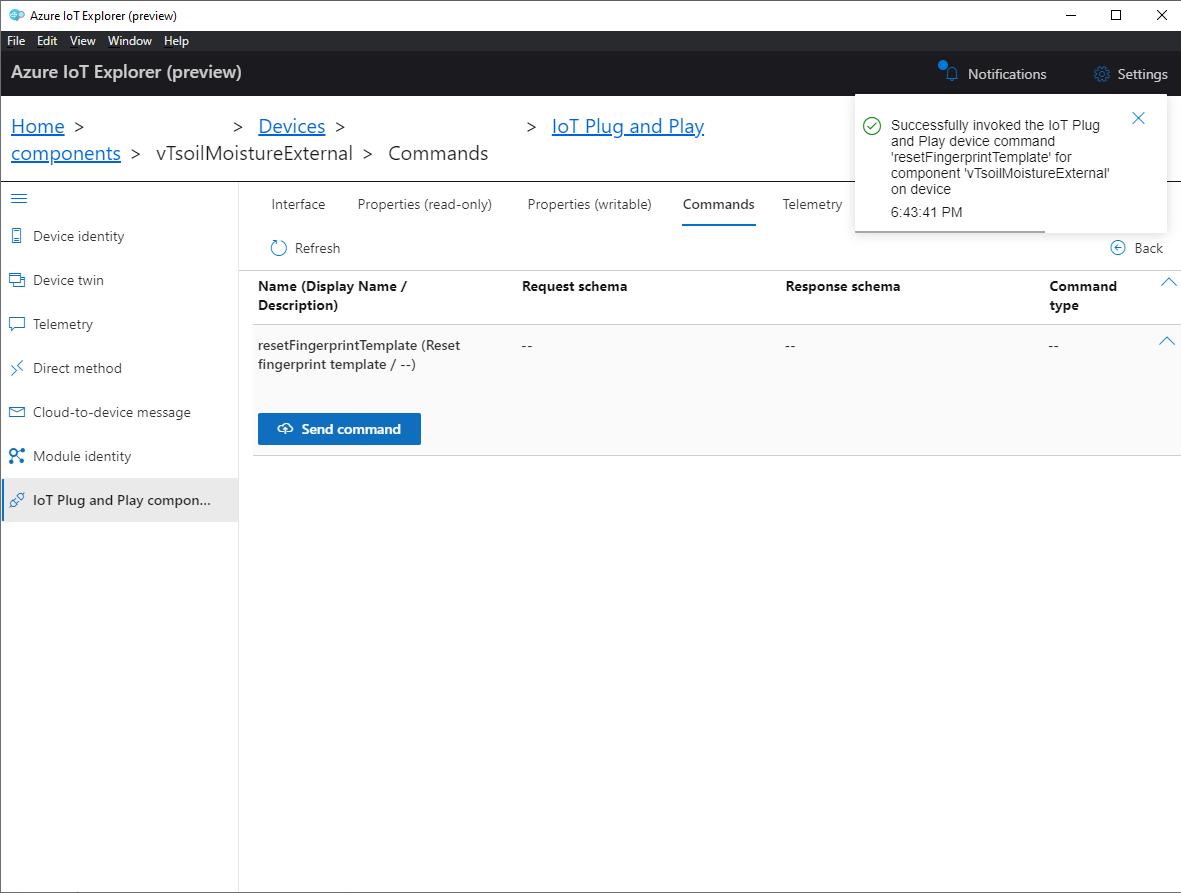 Azure IoT Explorer (preview)
File Edit View Window Help
Azure IoT Explorer (preview)
Notifications
Settings
Home > > Devices > > IoT Plug and Play
components > vTsoilMoistureExternal > Commands
Successfully invoked the IoT Plug
and Play device command
'resetFingerprintTemplate' for
component 'vTsoilMoistureExternal'
on device
6:43:41 PM
Device identity
Device twin
Telemetry
Direct method
Cloud-to-device message
Module identity
IoT Plug and Play compon...
Interface Properties (read-only) Properties (writable) Commands Telemetry
Refresh
Back
Name (Display Name /
Description)
Request schema
Response schema
Command
type
resetFingerprintTemplate (Reset
fingerprint template / --)
--
--
--
Send command